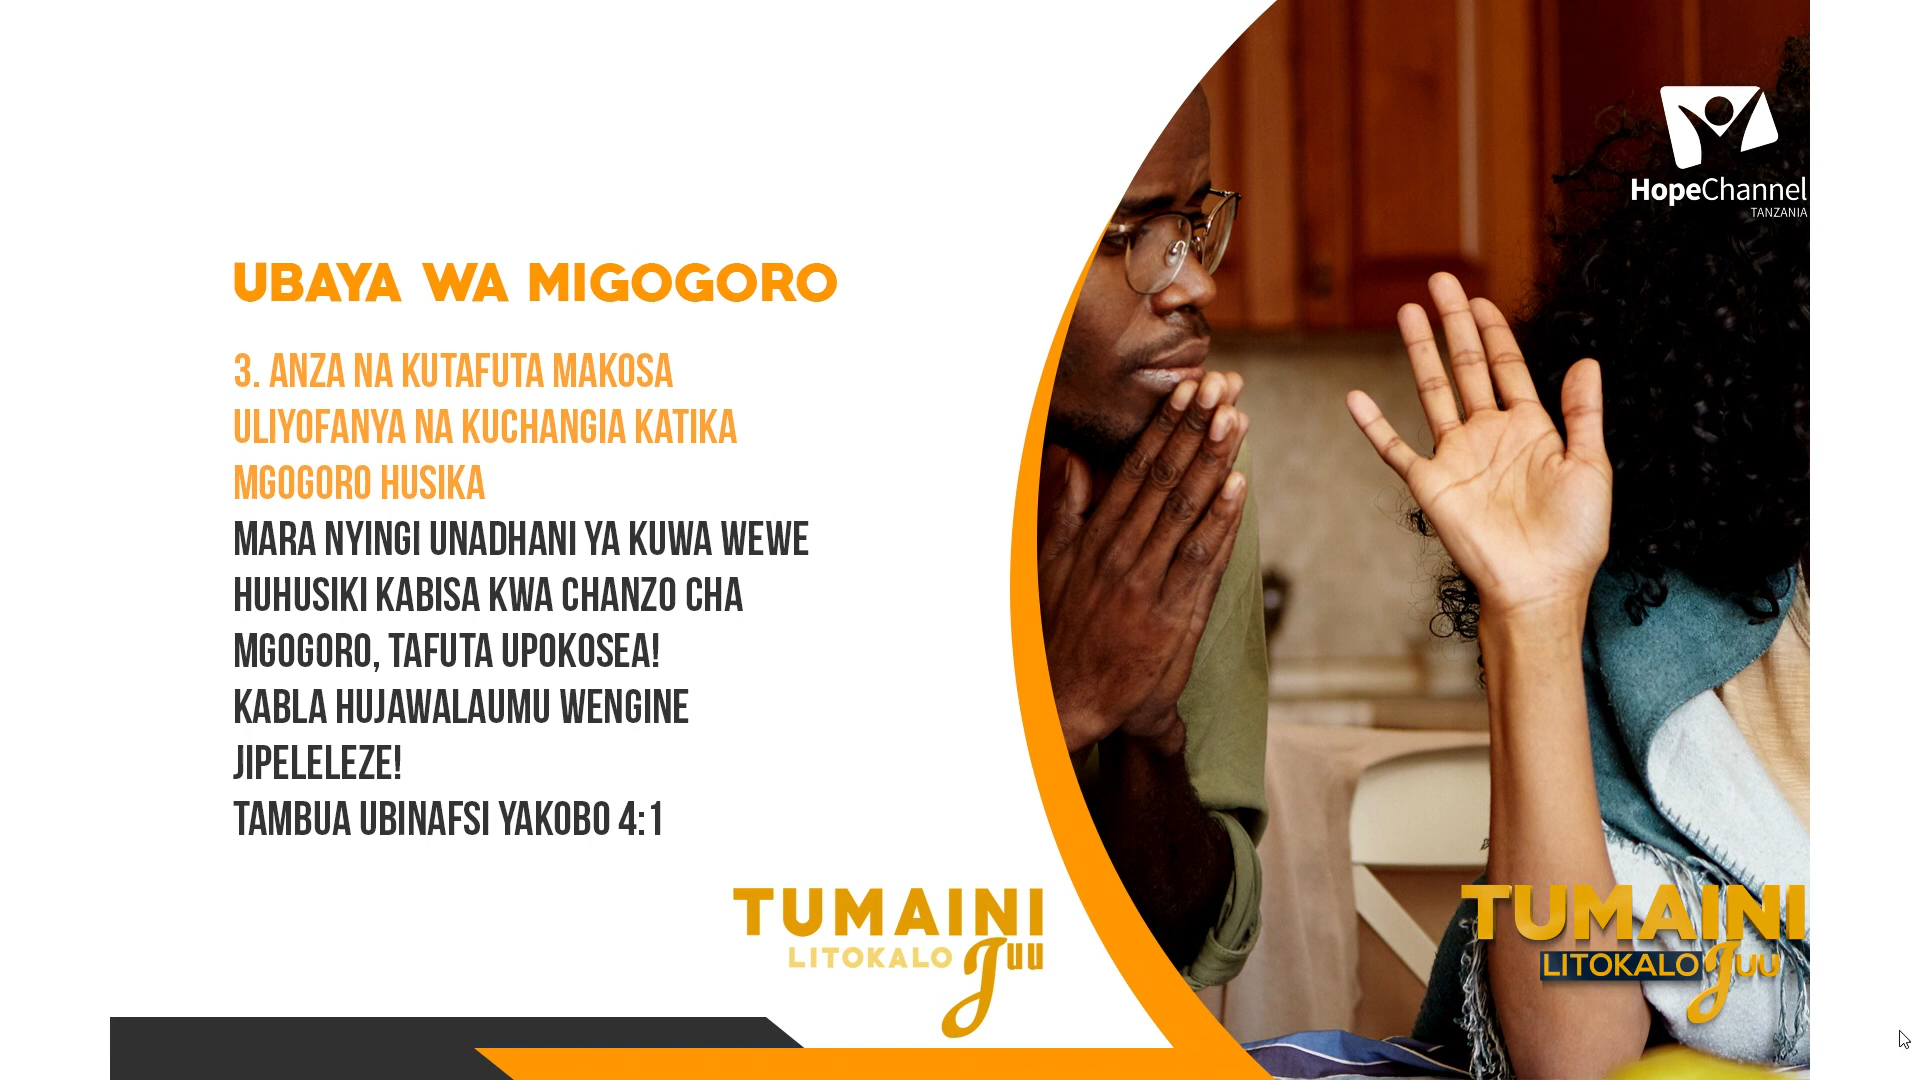 HopeChannel
TANZANIA
UBAYA WA MIGOGORO
3. ANZA NA KUTAFUTA MAKOSA
ULIYOFANYA NA KUCHANGIA KATIKA
MGOGORO HUSIKA
MARA NYINGI UNADHANI YA KUWA WEWE
HUHUSIKI KABISA KWA CHANZO CHA
MGOGORO, TAFUTA UPOKOSEA!
KABLA HUJAWALAUMU WENGINE
JIPELELEZE!
TAMBUA UBINAFSI YAKOBO 4:1
TUMAINI
LITOKALO Juu
TUMAINI
LITOKALO Juu